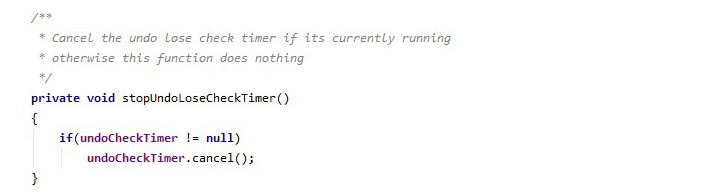 /**
 * Cancel the undo lose check timer if its currently running
 * otherwise this function does nothing
 */
private void stopUndoLoseCheckTimer()
{
    if(undoCheckTimer != null)
        undoCheckTimer.cancel();
}